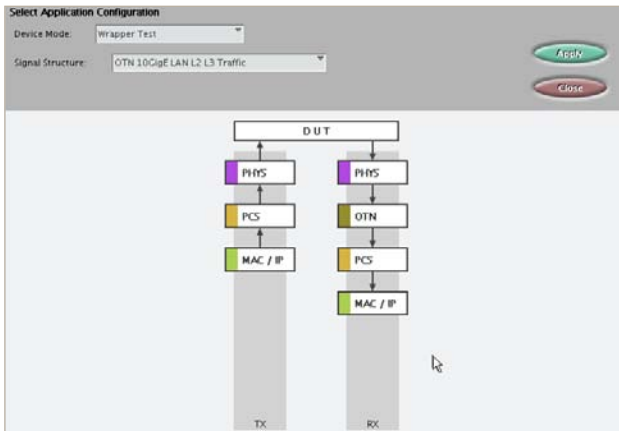 Select Application Configuration
Device Mode: Wrapper Test
Apply
Signal Structure: OTN 10GigE LAN L2 L3 Traffic
Close
DUT
PHYS PHYS
PCS OTN
MAC / IP PCS
MAC / IP
TX RX